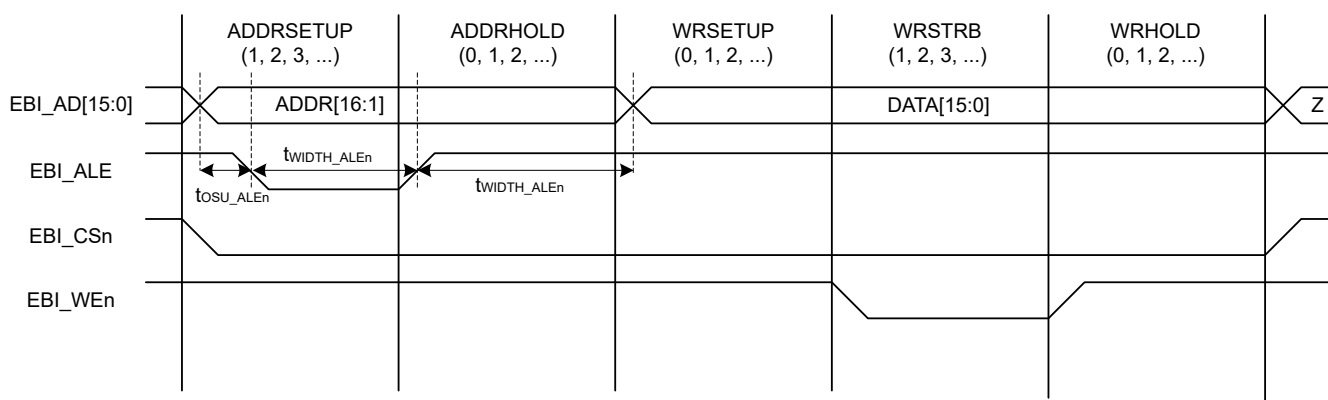 ADDRSETUP
(1, 2, 3, ...)
ADDRHOLD
(0, 1, 2, ...)
WRSETUP
(0, 1, 2, ...)
WRSTRB
(1, 2, 3, ...)
WRHOLD
(0, 1, 2, ...)
EBI_AD[15:0]
ADDR[16:1]
DATA[15:0]
Z
EBI_ALE
tWIDTH_ALEn
tWIDTH_ALEn
tOSU_ALEn
EBI_CSn
EBI_WEn